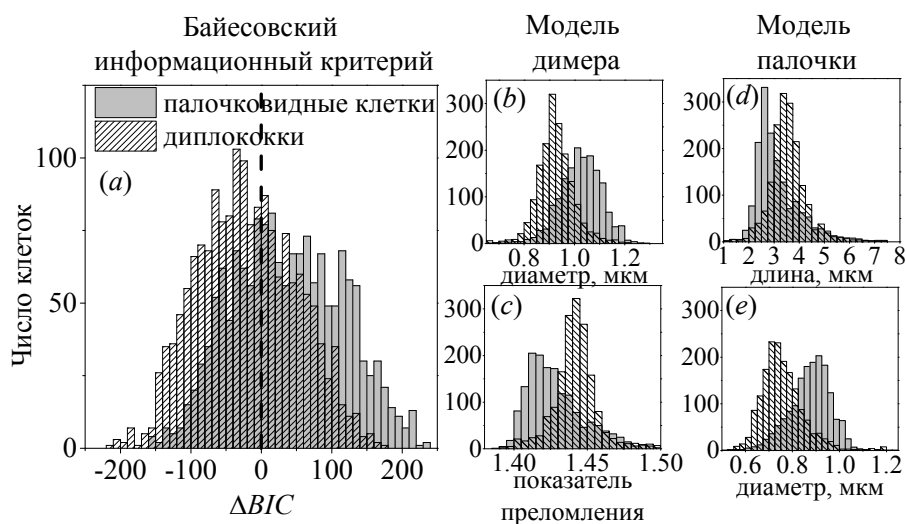 Байесовский
информационный критерий
Модель
димера
Модель
палочки
палочковидные клетки
диплококки
(a)
Число клеток
100
50
0
-200 -100 0 100 200
ΔBIC
(b)
300
200
100
0
0.8 1.0 1.2
диаметр, мкм
(d)
300
200
100
0
1 2 3 4 5 6 7 8
длина, мкм
(c)
300
200
100
0
1.40 1.45 1.50
показатель
преломления
(e)
300
200
100
0
0.6 0.8 1.0 1.2
диаметр, мкм